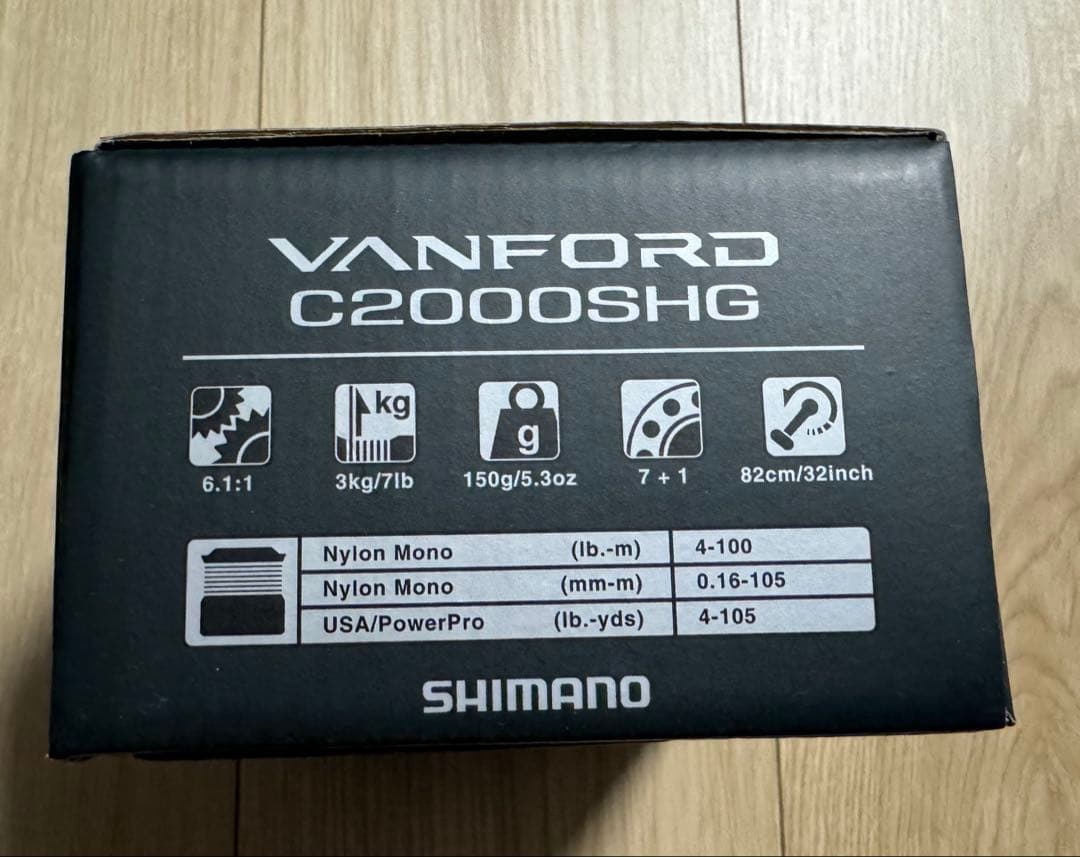 VANFORD
C2000SHG
kg
g
6.1:1 3kg/7lb 150g/5.3oz 7 + 1 82cm/32inch
Nylon Mono (lb.-m) 4-100
Nylon Mono (mm-m) 0.16-105
USA/PowerPro (lb.-yds) 4-105
SHIMANO